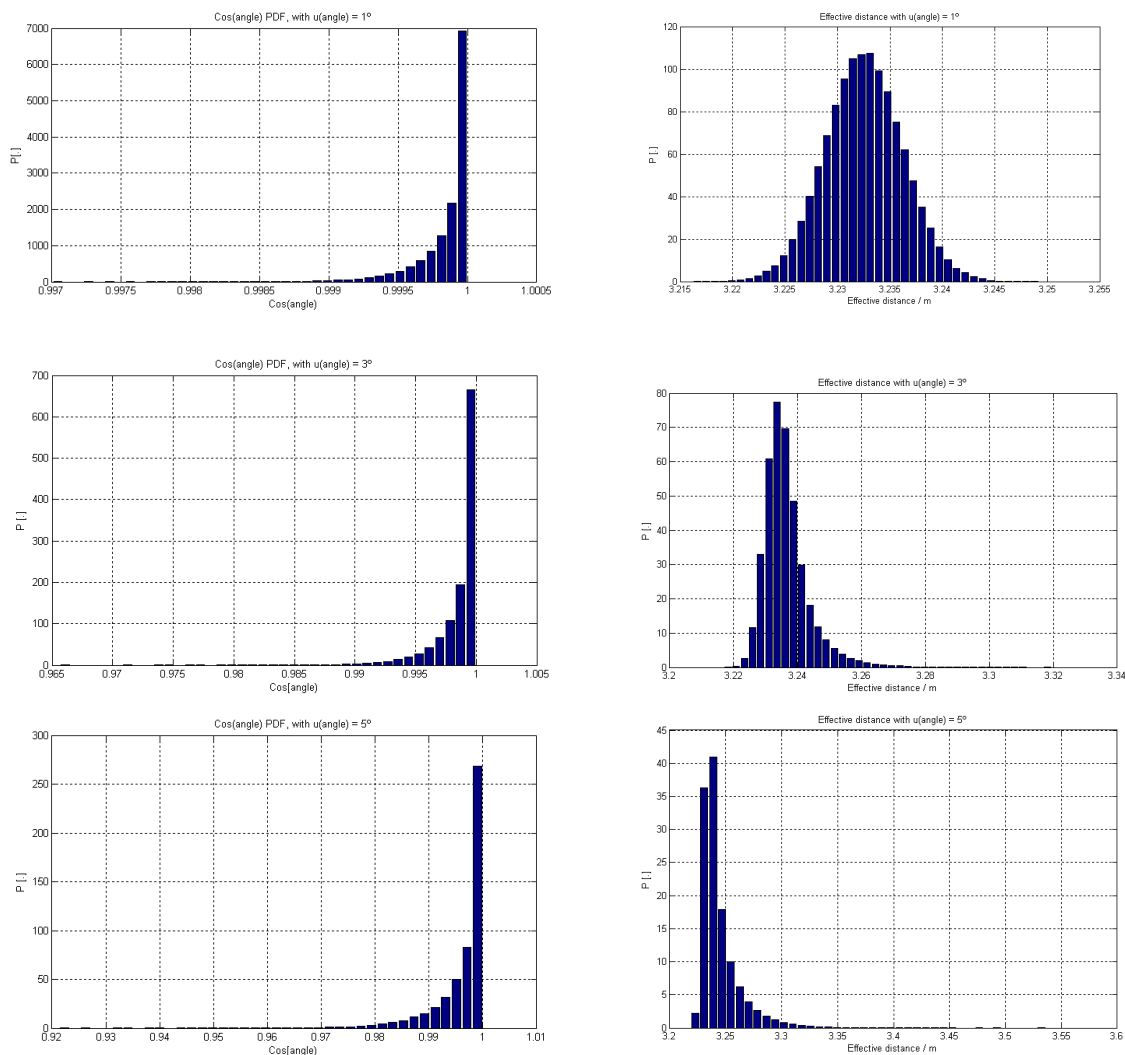 Cos(angle) PDF, with u(angle) = 1º
7000
6000
5000
4000
3000
2000
1000
0
P[.]
0.997 0.9975 0.998 0.9985 0.999 0.9995 1 1.0005
Cos(angle)
Effective distance with u(angle) = 1º
120
100
80
60
40
20
0
P [.]
3.215 3.22 3.225 3.23 3.235 3.24 3.245 3.25 3.255
Effective distance / m
Cos(angle) PDF, with u(angle) = 3º
700
600
500
400
300
200
100
0
P [.]
0.965 0.97 0.975 0.98 0.985 0.99 0.995 1 1.005
Cos(angle)
Effective distance with u(angle) = 3º
80
70
60
50
40
30
20
10
0
P [.]
3.2 3.22 3.24 3.26 3.28 3.3 3.32 3.34
Effective distance / m
Cos(angle) PDF, with u(angle) = 5º
300
250
200
150
100
50
0
P [.]
0.92 0.93 0.94 0.95 0.96 0.97 0.98 0.99 1 1.01
Cos(angle)
Effective distance with u(angle) = 5º
45
40
35
30
25
20
15
10
5
0
P [.]
3.2 3.25 3.3 3.35 3.4 3.45 3.5 3.55 3.6
Effective distance / m